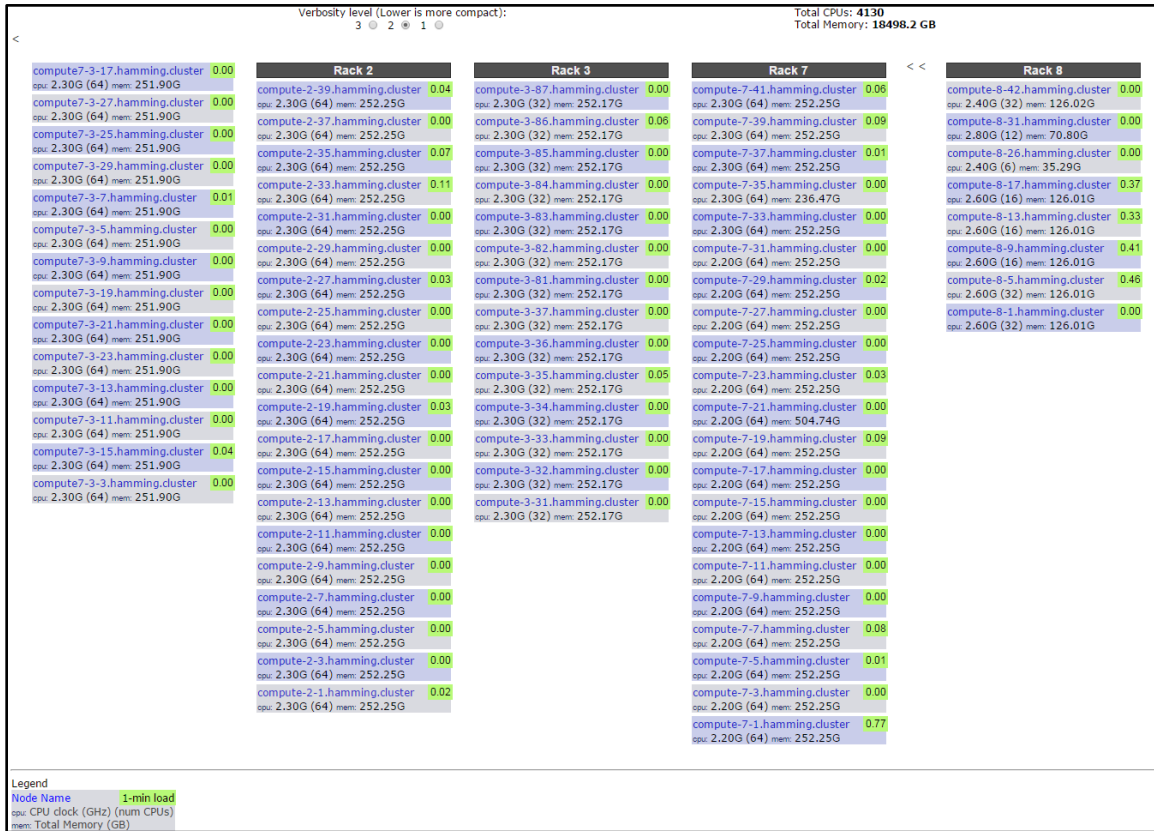 Verbosity level (Lower is more compact):
3 2 1
Total CPUs: 4130
Total Memory: 18498.2 GB
<
compute7-3-17.hamming.cluster 0.00
cpu: 2.30G (64) mem: 251.90G
compute7-3-27.hamming.cluster 0.00
cpu: 2.30G (64) mem: 251.90G
compute7-3-25.hamming.cluster 0.00
cpu: 2.30G (64) mem: 251.90G
compute7-3-29.hamming.cluster 0.00
cpu: 2.30G (64) mem: 251.90G
compute7-3-7.hamming.cluster 0.01
cpu: 2.30G (64) mem: 251.90G
compute7-3-5.hamming.cluster 0.00
cpu: 2.30G (64) mem: 251.90G
compute7-3-9.hamming.cluster 0.00
cpu: 2.30G (64) mem: 251.90G
compute7-3-19.hamming.cluster 0.00
cpu: 2.30G (64) mem: 251.90G
compute7-3-21.hamming.cluster 0.00
cpu: 2.30G (64) mem: 251.90G
compute7-3-23.hamming.cluster 0.00
cpu: 2.30G (64) mem: 251.90G
compute7-3-13.hamming.cluster 0.00
cpu: 2.30G (64) mem: 251.90G
compute7-3-11.hamming.cluster 0.00
cpu: 2.30G (64) mem: 251.90G
compute7-3-15.hamming.cluster 0.04
cpu: 2.30G (64) mem: 251.90G
compute7-3-3.hamming.cluster 0.00
cpu: 2.30G (64) mem: 251.90G
Rack 2
compute-2-39.hamming.cluster 0.04
cpu: 2.30G (64) mem: 252.25G
compute-2-37.hamming.cluster 0.00
cpu: 2.30G (64) mem: 252.25G
compute-2-35.hamming.cluster 0.07
cpu: 2.30G (64) mem: 252.25G
compute-2-33.hamming.cluster 0.11
cpu: 2.30G (64) mem: 252.25G
compute-2-31.hamming.cluster 0.00
cpu: 2.30G (64) mem: 252.25G
compute-2-29.hamming.cluster 0.00
cpu: 2.30G (64) mem: 252.25G
compute-2-27.hamming.cluster 0.03
cpu: 2.30G (64) mem: 252.25G
compute-2-25.hamming.cluster 0.00
cpu: 2.30G (64) mem: 252.25G
compute-2-23.hamming.cluster 0.00
cpu: 2.30G (64) mem: 252.25G
compute-2-21.hamming.cluster 0.00
cpu: 2.30G (64) mem: 252.25G
compute-2-19.hamming.cluster 0.03
cpu: 2.30G (64) mem: 252.25G
compute-2-17.hamming.cluster 0.00
cpu: 2.30G (64) mem: 252.25G
compute-2-15.hamming.cluster 0.00
cpu: 2.30G (64) mem: 252.25G
compute-2-13.hamming.cluster 0.00
cpu: 2.30G (64) mem: 252.25G
compute-2-11.hamming.cluster 0.00
cpu: 2.30G (64) mem: 252.25G
compute-2-9.hamming.cluster 0.00
cpu: 2.30G (64) mem: 252.25G
compute-2-7.hamming.cluster 0.00
cpu: 2.30G (64) mem: 252.25G
compute-2-5.hamming.cluster 0.00
cpu: 2.30G (64) mem: 252.25G
compute-2-3.hamming.cluster 0.00
cpu: 2.30G (64) mem: 252.25G
compute-2-1.hamming.cluster 0.02
cpu: 2.30G (64) mem: 252.25G
Rack 3
compute-3-87.hamming.cluster 0.00
cpu: 2.30G (32) mem: 252.17G
compute-3-86.hamming.cluster 0.06
cpu: 2.30G (32) mem: 252.17G
compute-3-85.hamming.cluster 0.00
cpu: 2.30G (32) mem: 252.17G
compute-3-84.hamming.cluster 0.00
cpu: 2.30G (32) mem: 252.17G
compute-3-83.hamming.cluster 0.00
cpu: 2.30G (32) mem: 252.17G
compute-3-82.hamming.cluster 0.00
cpu: 2.30G (32) mem: 252.17G
compute-3-81.hamming.cluster 0.00
cpu: 2.30G (32) mem: 252.17G
compute-3-37.hamming.cluster 0.00
cpu: 2.30G (32) mem: 252.17G
compute-3-36.hamming.cluster 0.00
cpu: 2.30G (32) mem: 252.17G
compute-3-35.hamming.cluster 0.05
cpu: 2.30G (32) mem: 252.17G
compute-3-34.hamming.cluster 0.00
cpu: 2.30G (32) mem: 252.17G
compute-3-33.hamming.cluster 0.00
cpu: 2.30G (32) mem: 252.17G
compute-3-32.hamming.cluster 0.00
cpu: 2.30G (32) mem: 252.17G
compute-3-31.hamming.cluster 0.00
cpu: 2.30G (32) mem: 252.17G
Rack 7
compute-7-41.hamming.cluster 0.06
cpu: 2.30G (64) mem: 252.25G
compute-7-39.hamming.cluster 0.09
cpu: 2.30G (64) mem: 252.25G
compute-7-37.hamming.cluster 0.01
cpu: 2.30G (64) mem: 252.25G
compute-7-35.hamming.cluster 0.00
cpu: 2.30G (64) mem: 236.47G
compute-7-33.hamming.cluster 0.00
cpu: 2.30G (64) mem: 252.25G
compute-7-31.hamming.cluster 0.00
cpu: 2.20G (64) mem: 252.25G
compute-7-29.hamming.cluster 0.02
cpu: 2.20G (64) mem: 252.25G
compute-7-27.hamming.cluster 0.00
cpu: 2.20G (64) mem: 252.25G
compute-7-25.hamming.cluster 0.00
cpu: 2.20G (64) mem: 252.25G
compute-7-23.hamming.cluster 0.03
cpu: 2.20G (64) mem: 252.25G
compute-7-21.hamming.cluster 0.00
cpu: 2.20G (64) mem: 504.74G
compute-7-19.hamming.cluster 0.09
cpu: 2.20G (64) mem: 252.25G
compute-7-17.hamming.cluster 0.00
cpu: 2.20G (64) mem: 252.25G
compute-7-15.hamming.cluster 0.00
cpu: 2.20G (64) mem: 252.25G
compute-7-13.hamming.cluster 0.00
cpu: 2.20G (64) mem: 252.25G
compute-7-11.hamming.cluster 0.00
cpu: 2.20G (64) mem: 252.25G
compute-7-9.hamming.cluster 0.00
cpu: 2.20G (64) mem: 252.25G
compute-7-7.hamming.cluster 0.08
cpu: 2.20G (64) mem: 252.25G
compute-7-5.hamming.cluster 0.01
cpu: 2.20G (64) mem: 252.25G
compute-7-3.hamming.cluster 0.00
cpu: 2.20G (64) mem: 252.25G
compute-7-1.hamming.cluster 0.77
cpu: 2.20G (64) mem: 252.25G
< <
Rack 8
compute-8-42.hamming.cluster 0.00
cpu: 2.40G (32) mem: 126.02G
compute-8-31.hamming.cluster 0.00
cpu: 2.80G (12) mem: 70.80G
compute-8-26.hamming.cluster 0.00
cpu: 2.40G (6) mem: 35.29G
compute-8-17.hamming.cluster 0.37
cpu: 2.60G (16) mem: 126.01G
compute-8-13.hamming.cluster 0.33
cpu: 2.60G (16) mem: 126.01G
compute-8-9.hamming.cluster 0.41
cpu: 2.60G (16) mem: 126.01G
compute-8-5.hamming.cluster 0.46
cpu: 2.60G (32) mem: 126.01G
compute-8-1.hamming.cluster 0.00
cpu: 2.60G (32) mem: 126.01G
Legend
Node Name 1-min load
cpu: CPU clock (GHz) (num CPUs)
mem: Total Memory (GB)